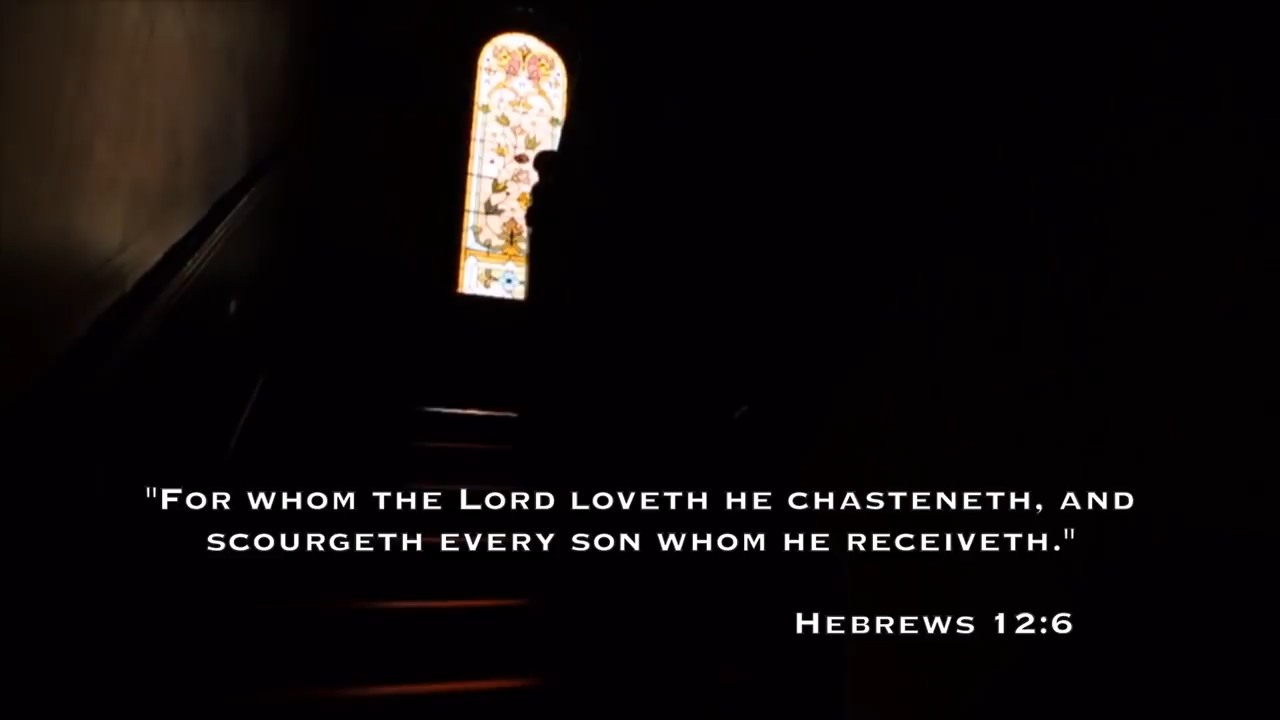 "For whom the Lord loveth he chasteneth, and
scourgeth every son whom he receiveth."
Hebrews 12:6